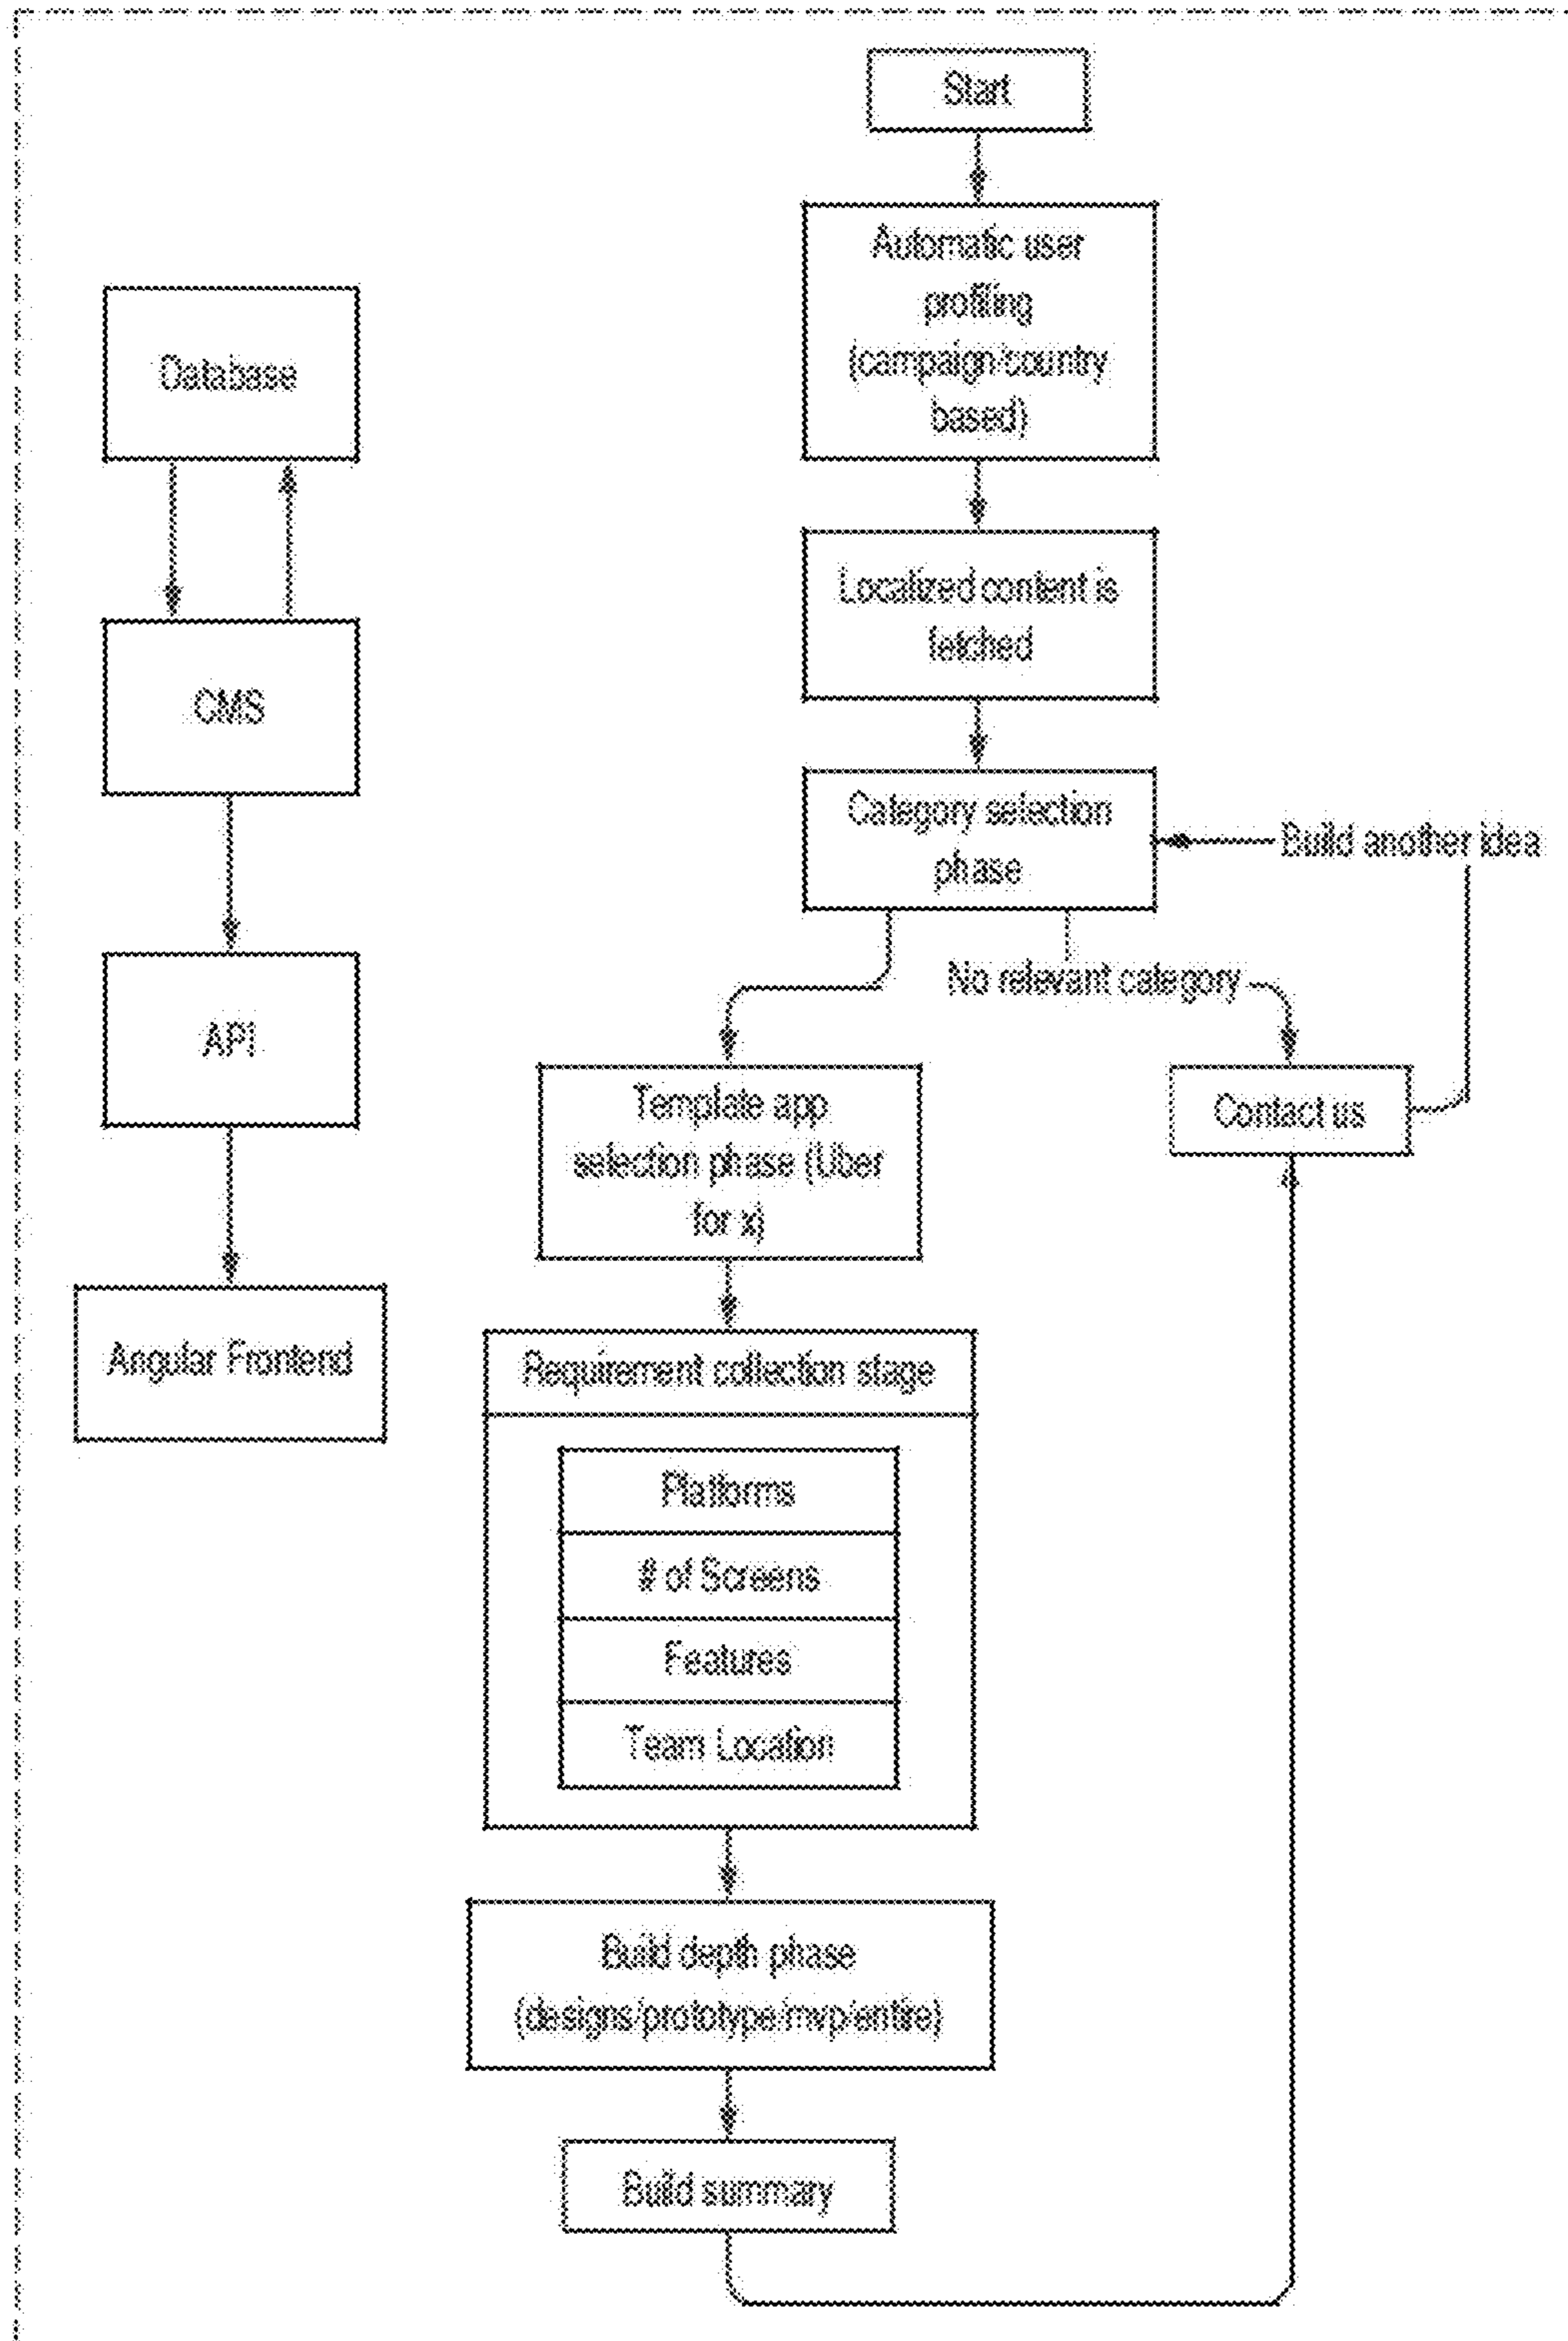 Start
Automatic user
profiling
(campaign/country
based)
Localized content is
fetched
Category selection
phase
Build another idea
No relevant category
Template app
selection phase (Uber
for x)
Contact us
Requirement collection stage
Platforms
# of Screens
Features
Team Location
Build depth phase
(designs/prototype/mvp/entire)
Build summary
Database
CMS
API
Angular Frontend